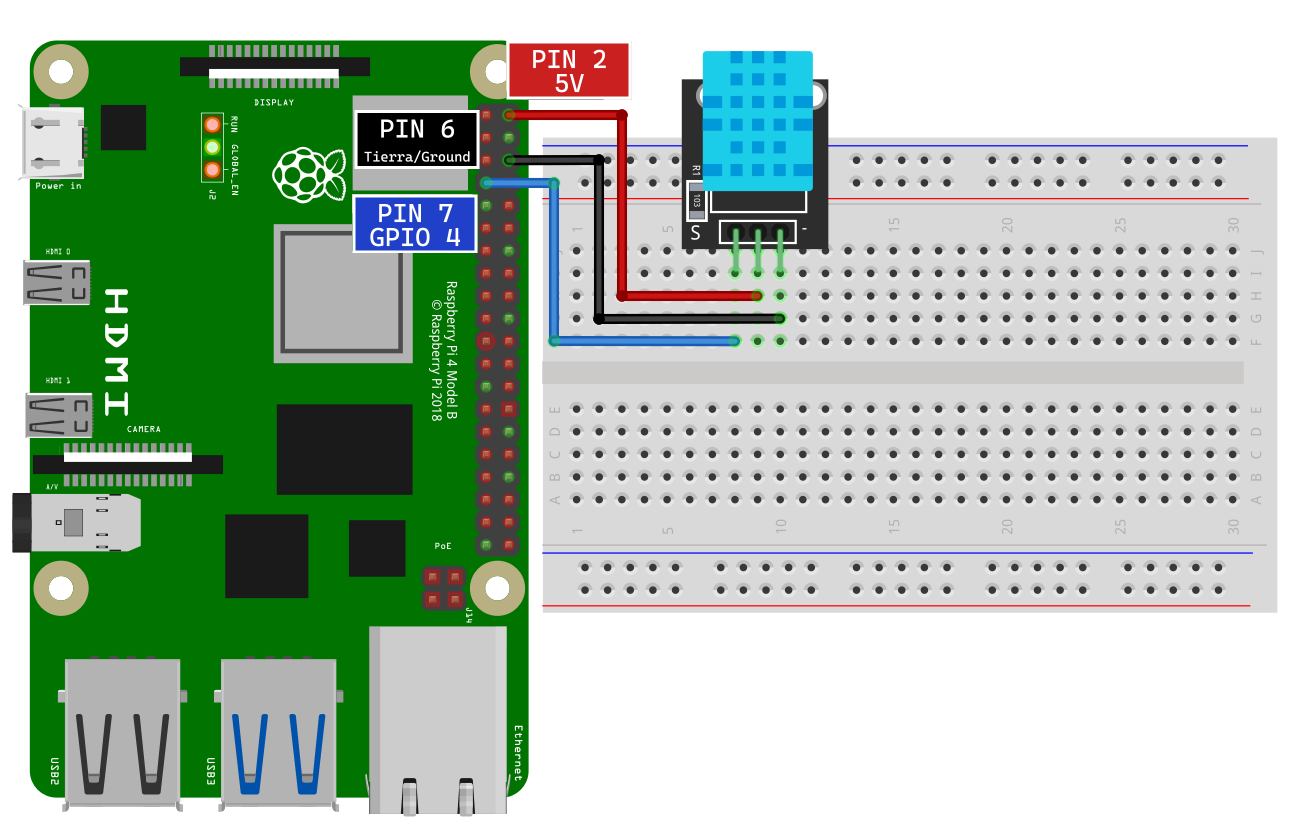 PIN 2
5V
DISPLAY
PIN 6
Tierra/Ground
RUN
GLOBAL_EN
J2
Power in
PIN 7
GPIO 4
R1
103
S
-
HDMI 0
HDMI
HDMI 1
Raspberry Pi 4 Model B
© Raspberry Pi 2018
CAMERA
A/V
PoE
J14
USB2
USB3
Ethernet
1
5
15
20
25
30
J
I
H
G
F
J
I
H
G
F
E
D
C
B
A
E
D
C
B
A
1
5
10
15
20
25
30